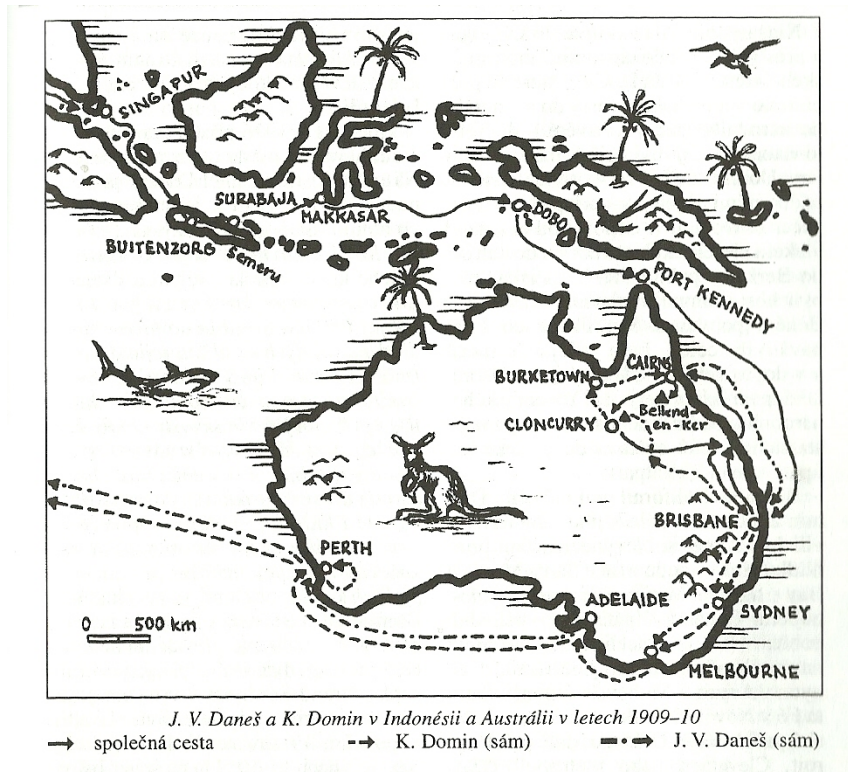 SINGAPUR
SURABAJA
MAKKASAR
DOBO
BUITENZORG
Semeru
PORT KENNEDY
BURKETOWN
CAIRNS
CLONCURRY
Bellend-
en-Ker
BRISBANE
PERTH
ADELAIDE
SYDNEY
0 500 km
MELBOURNE
J. V. Daneš a K. Domin v Indonésii a Austrálii v letech 1909–10
společná cesta K. Domin (sám) J. V. Daneš (sám)